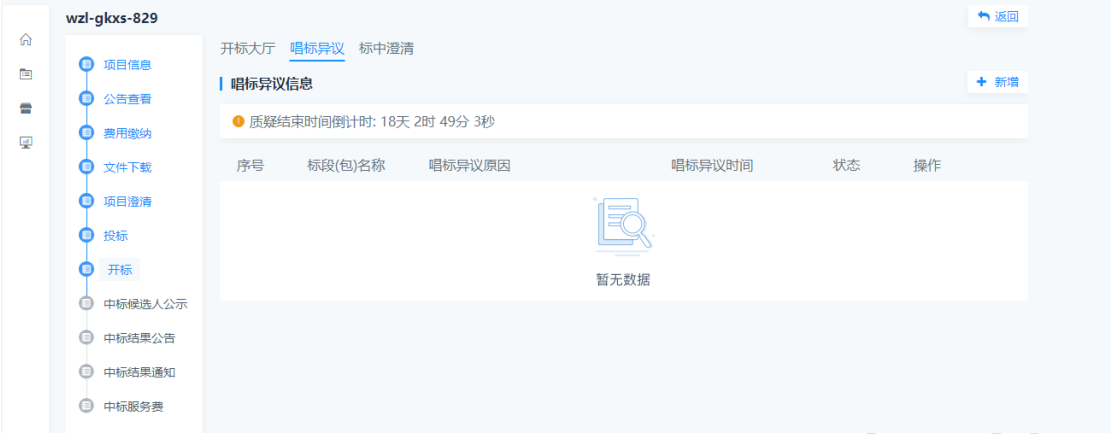 wzl-gkxs-829
返回
开标大厅 唱标异议 标中澄清
项目信息
唱标异议信息
新增
公告查看
质疑结束时间倒计时: 18天 2时 49分 3秒
费用缴纳
文件下载
序号 标段(包)名称 唱标异议原因 唱标异议时间 状态 操作
项目澄清
投标
开标
暂无数据
中标候选人公示
中标结果公告
中标结果通知
中标服务费